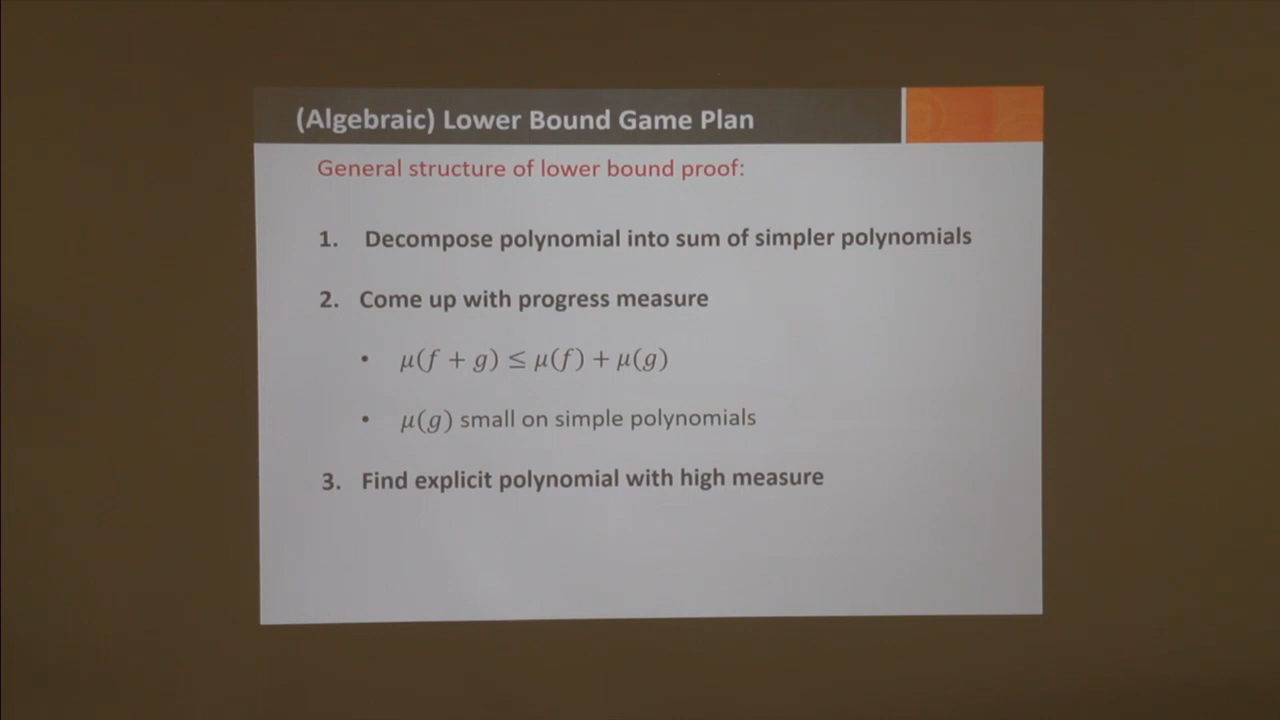 (Algebraic) Lower Bound Game Plan
General structure of lower bound proof:
1. Decompose polynomial into sum of simpler polynomials
2. Come up with progress measure
• μ(f + g) ≤ μ(f) + μ(g)
• μ(g) small on simple polynomials
3. Find explicit polynomial with high measure